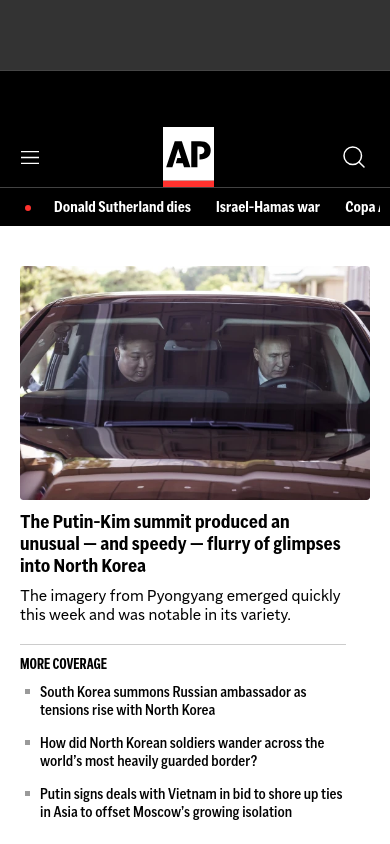 AP
Donald Sutherland dies
Israel-Hamas war
Copa
The Putin-Kim summit produced an
unusual — and speedy — flurry of glimpses
into North Korea
The imagery from Pyongyang emerged quickly
this week and was notable in its variety.
MORE COVERAGE
South Korea summons Russian ambassador as
tensions rise with North Korea
How did North Korean soldiers wander across the
world's most heavily guarded border?
Putin signs deals with Vietnam in bid to shore up ties
in Asia to offset Moscow's growing isolation